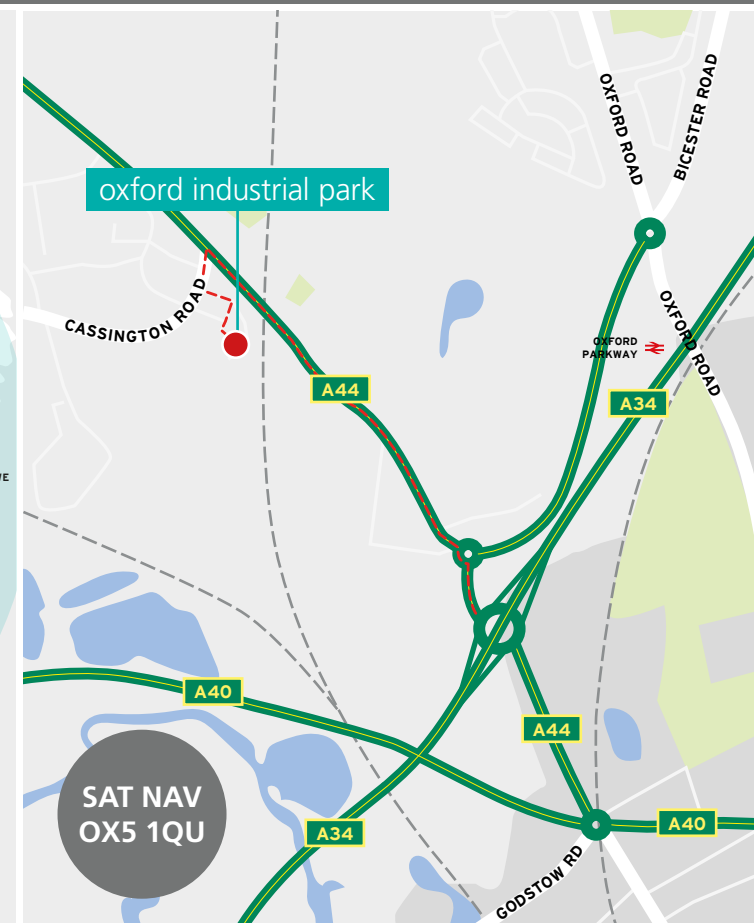 OXFORD ROAD
BICESTER ROAD
oxford industrial park
CASSINGTON ROAD
OXFORD ROAD
OXFORD
PARKWAY
A44
A34
A40
A44
SAT NAV
OX5 1QU
A34
A40
GODSTOW RD